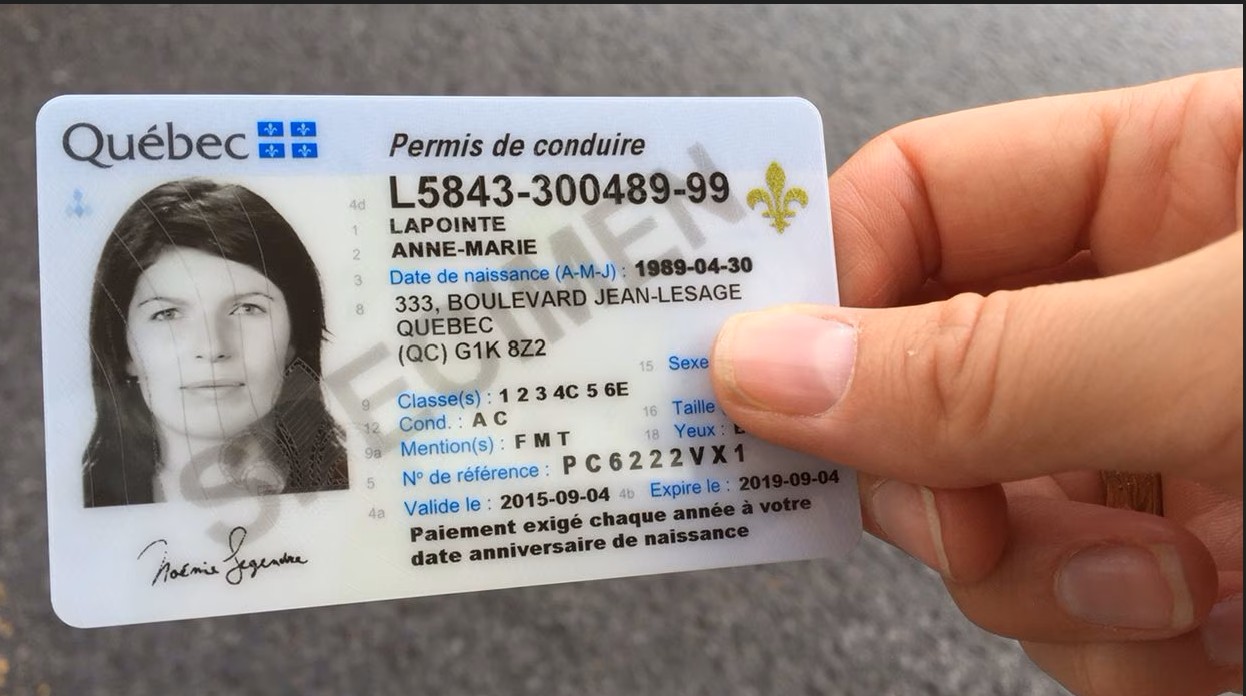 Québec
Permis de conduire
4d L5843-300489-99
1 LAPOINTE
2 ANNE-MARIE
3 Date de naissance (A-M-J) : 1989-04-30
8 333, BOULEVARD JEAN-LESAGE
QUEBEC
(QC) G1K 8Z2
15 Sexe
9 Classe(s) : 1 2 3 4C 5 6E
16 Taille
12 Cond. : A C
18 Yeux :
9a Mention(s) : F M T
5 Nº de référence : PC6222VX1
4a Valide le : 2015-09-04 4b Expire le : 2019-09-04
Paiement exigé chaque année à votre
date anniversaire de naissance
Noémie Legendre
SPECIMEN